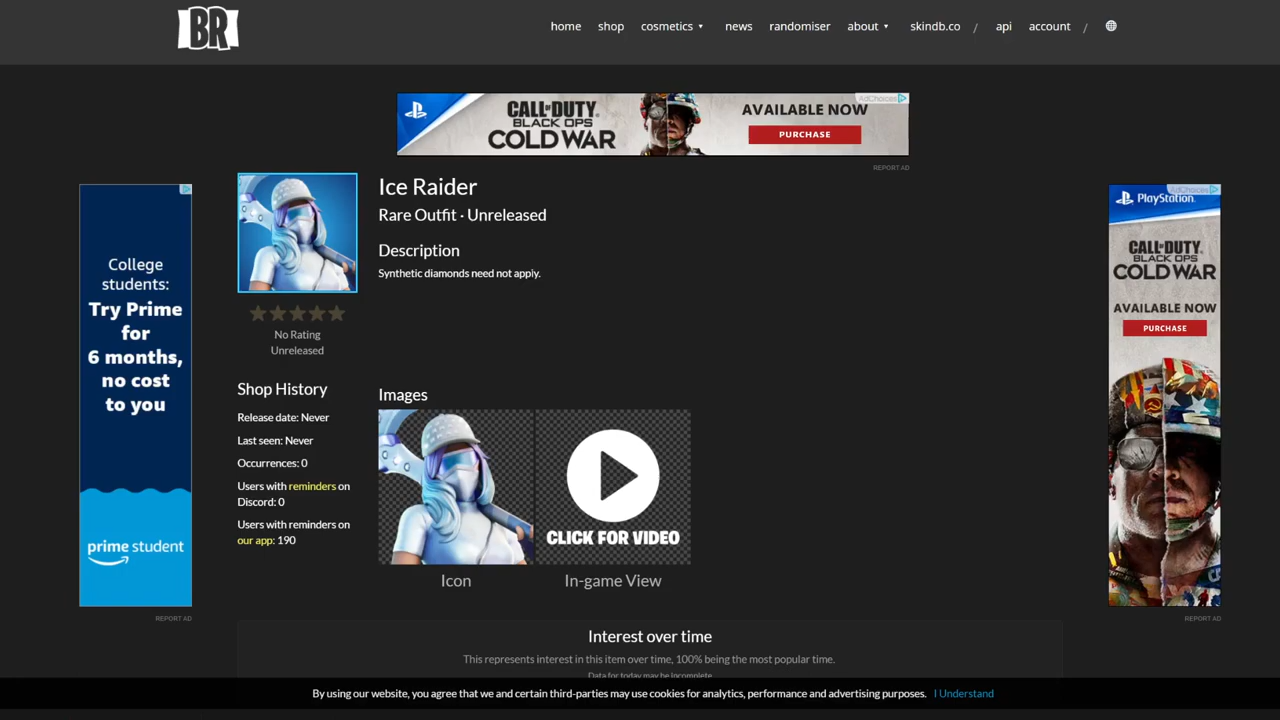 BR
home shop cosmetics news randomiser about skindb.co / api account /
CALL OF DUTY
BLACK OPS
COLD WAR
AVAILABLE NOW
PURCHASE
AdChoices
REPORT AD
College
students:
Try Prime
for
6 months,
no cost
to you
prime student
REPORT AD
Ice Raider
Rare Outfit · Unreleased
Description
Synthetic diamonds need not apply.
No Rating
Unreleased
Shop History
Release date: Never
Last seen: Never
Occurrences: 0
Users with reminders on
Discord: 0
Users with reminders on
our app: 190
Images
CLICK FOR VIDEO
Icon
In-game View
AdChoices
PlayStation
CALL OF DUTY
BLACK OPS
COLD WAR
AVAILABLE NOW
PURCHASE
REPORT AD
Interest over time
This represents interest in this item over time, 100% being the most popular time.
Data for today may be incomplete
By using our website, you agree that we and certain third-parties may use cookies for analytics, performance and advertising purposes. I Understand